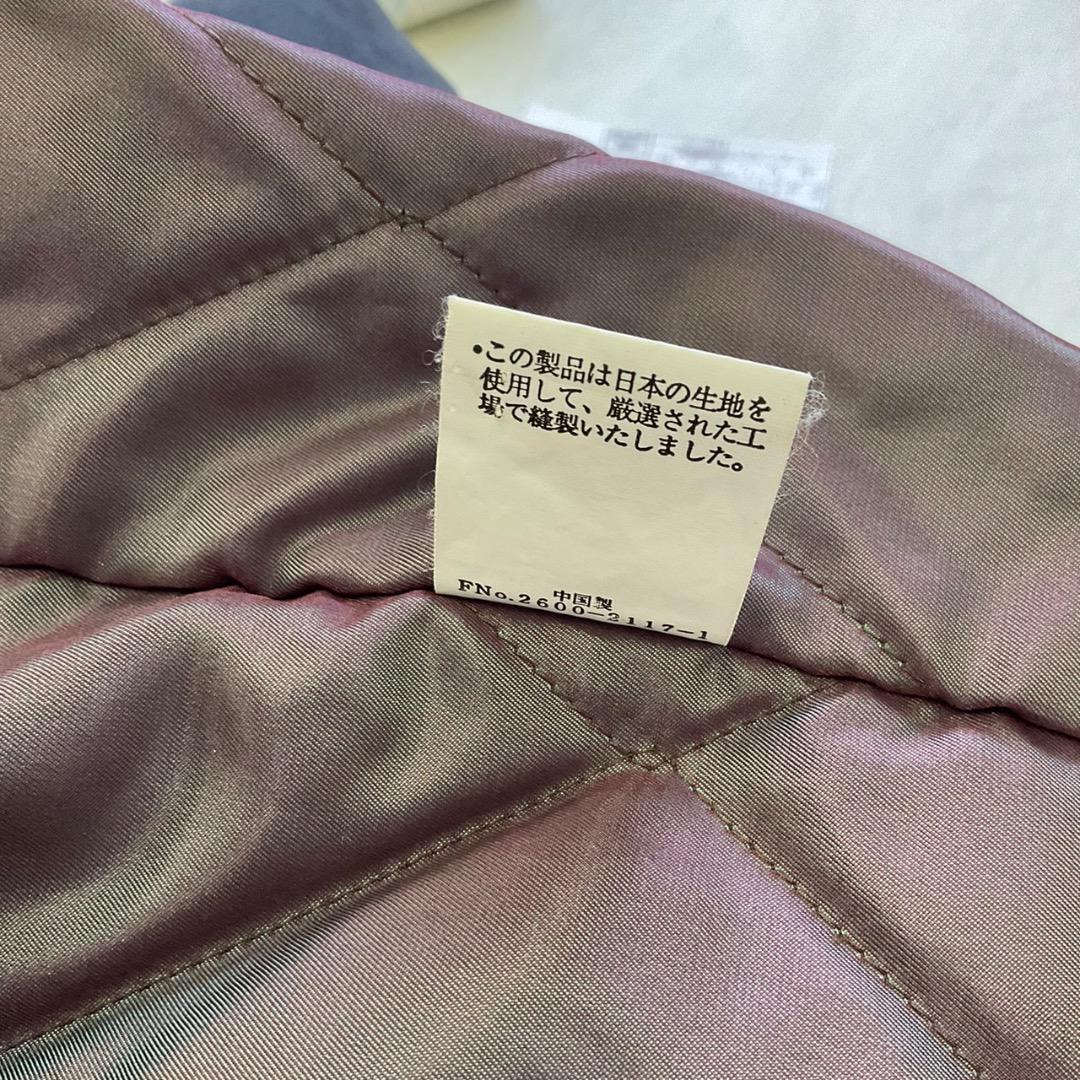 •この製品は日本の生地を
使用して、厳選された工
場で縫製いたしました。
中国製
FNo.2600-2117-1